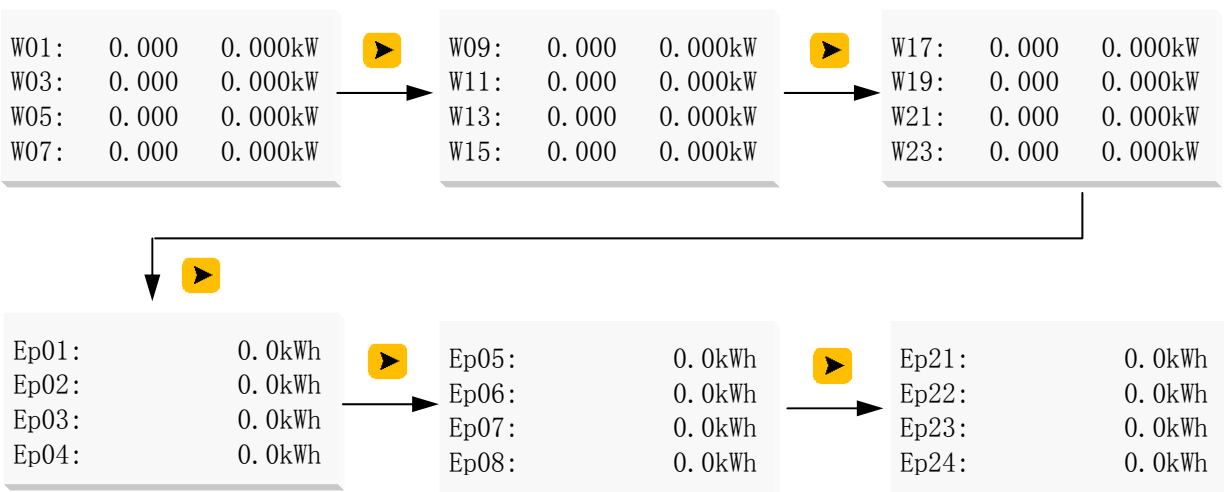 W01: 0.000 0.000kW
W03: 0.000 0.000kW
W05: 0.000 0.000kW
W07: 0.000 0.000kW
W09: 0.000 0.000kW
W11: 0.000 0.000kW
W13: 0.000 0.000kW
W15: 0.000 0.000kW
W17: 0.000 0.000kW
W19: 0.000 0.000kW
W21: 0.000 0.000kW
W23: 0.000 0.000kW
Ep01: 0.0kWh
Ep02: 0.0kWh
Ep03: 0.0kWh
Ep04: 0.0kWh
Ep05: 0.0kWh
Ep06: 0.0kWh
Ep07: 0.0kWh
Ep08: 0.0kWh
Ep21: 0.0kWh
Ep22: 0.0kWh
Ep23: 0.0kWh
Ep24: 0.0kWh